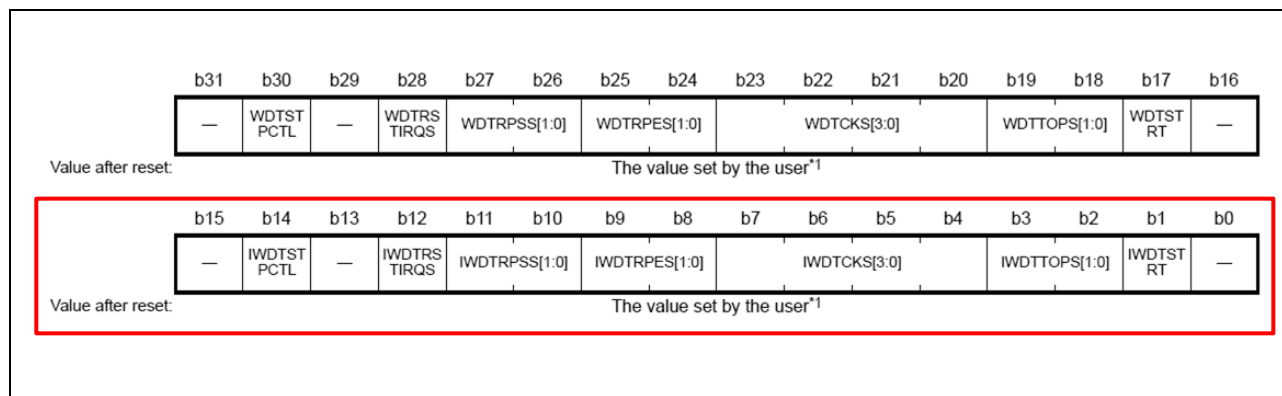 b31 b30 b29 b28 b27 b26 b25 b24 b23 b22 b21 b20 b19 b18 b17 b16
— WDTST PCTL — WDTRS TIRQS WDTRPSS[1:0] WDTRPES[1:0] WDTCKS[3:0] WDTTOPS[1:0] WDTST RT —
Value after reset: The value set by the user*1
b15 b14 b13 b12 b11 b10 b9 b8 b7 b6 b5 b4 b3 b2 b1 b0
— IWDTST PCTL — IWDTRS TIRQS IWDTRPSS[1:0] IWDTRPES[1:0] IWDTCKS[3:0] IWDTTOPS[1:0] IWDTST RT —
Value after reset: The value set by the user*1